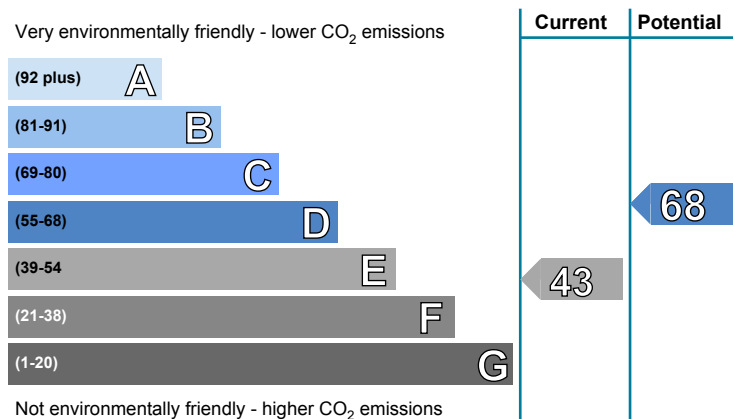 Current Potential
Very environmentally friendly - lower CO₂ emissions
(92 plus) A
(81-91) B
(69-80) C
(55-68) D
68
(39-54 E
43
(21-38) F
(1-20) G
Not environmentally friendly - higher CO₂ emissions